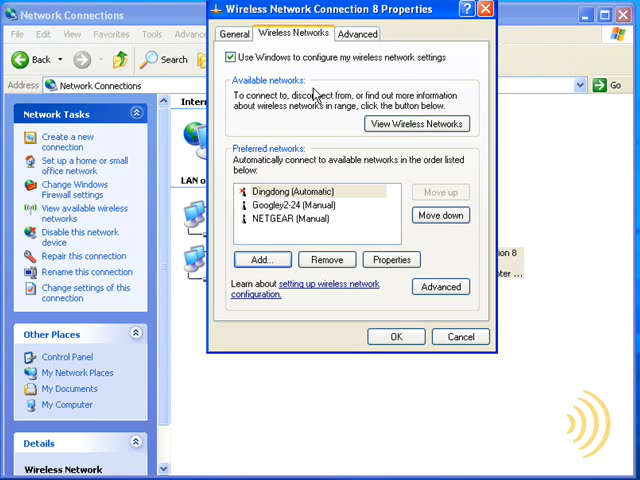 Network Connections
Wireless Network Connection 8 Properties
File
Edit
Back
Search
Address
Network Connections
Go
General
Wireless Networks
Advanced
Use Windows to configure my wireless network settings
Available networks:
To connect to, disconnect from, or find out more information
about wireless networks in range, click the button below.
View Wireless Networks
Preferred networks:
Automatically connect to available networks in the order listed
below:
Dingdong (Automatic)
Googley2-24 (Manual)
NETGEAR (Manual)
Move up
Move down
Add...
Remove
Properties
Learn about setting up wireless network
configuration.
Advanced
OK
Cancel
Network Tasks
Create a new
connection
Set up a home or small
office network
Change Windows
Firewall settings
View available wireless
networks
Disable this network
device
Repair this connection
Rename this connection
Change settings of this
connection
Other Places
Control Panel
My Network Places
My Documents
My Computer
Details
Wireless Network
Intern
LAN o
on 8
pter ...